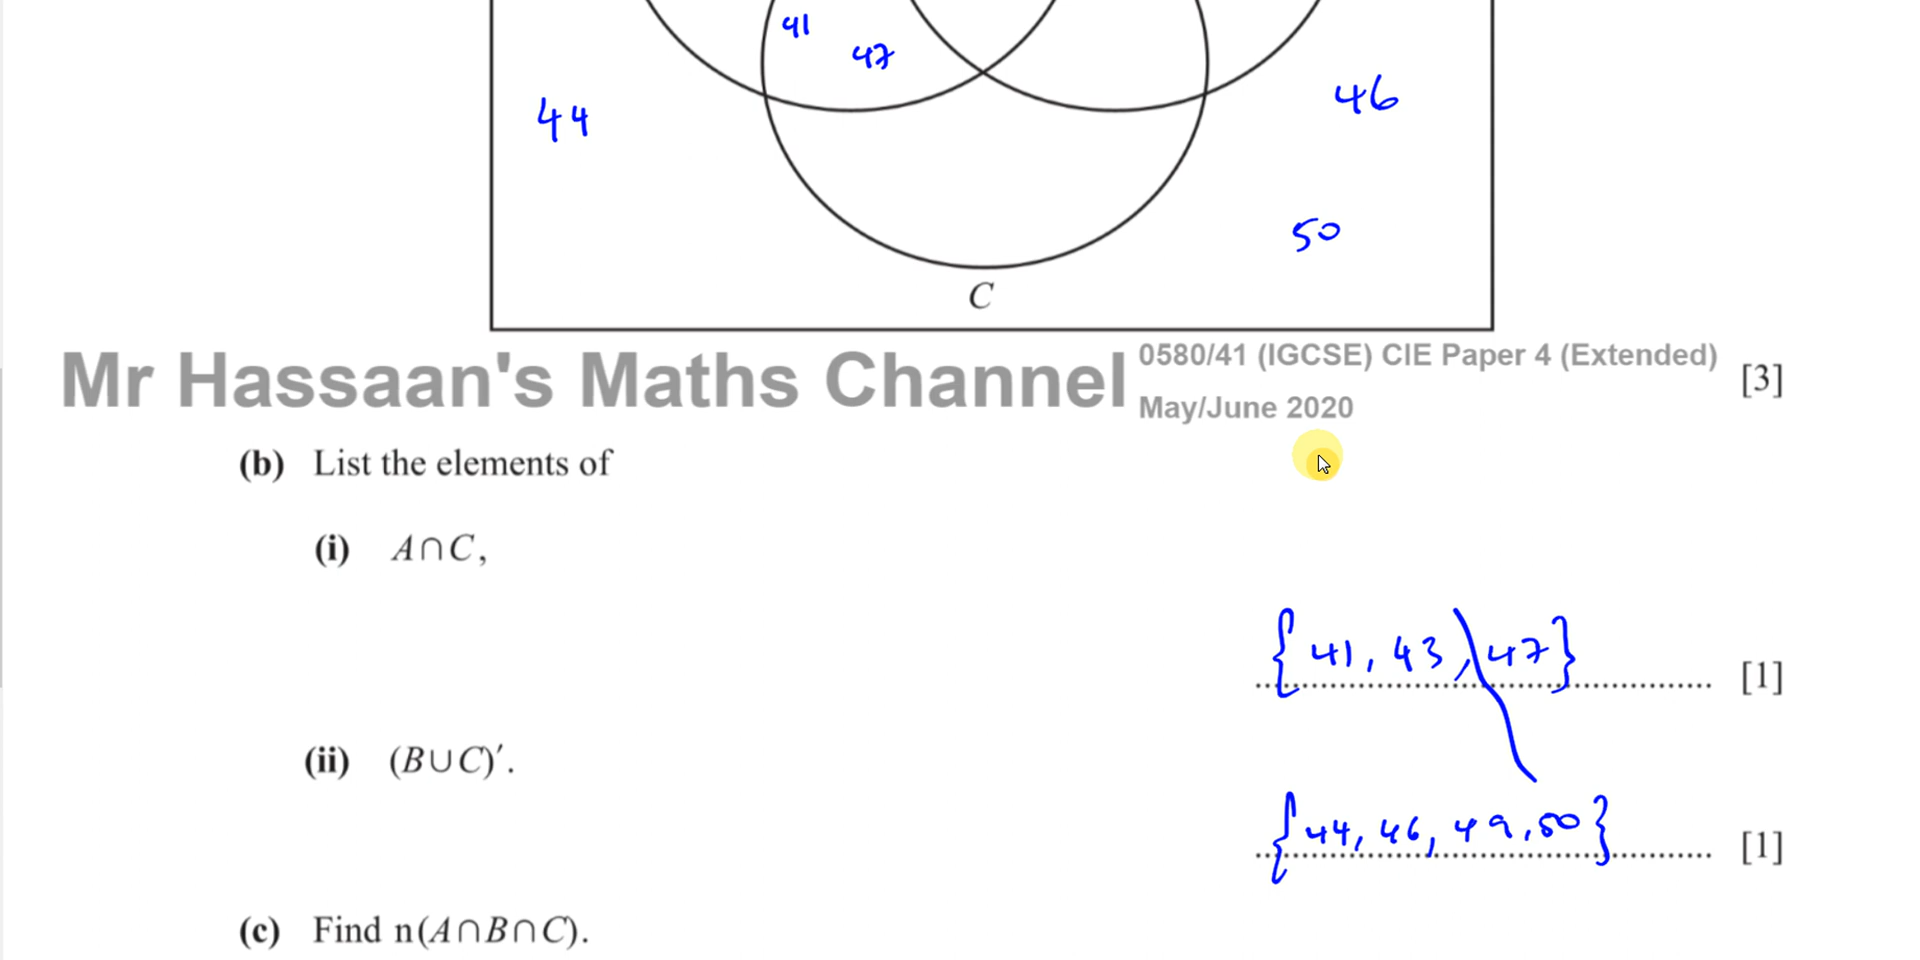 41
47
44
46
50
C
Mr Hassaan's Maths Channel
0580/41 (IGCSE) CIE Paper 4 (Extended)
May/June 2020
[3]
(b) List the elements of
(i) A∩C,
{41, 43, 47} [1]
(ii) (B∪C)′.
{44, 46, 49, 50} [1]
(c) Find n(A∩B∩C).